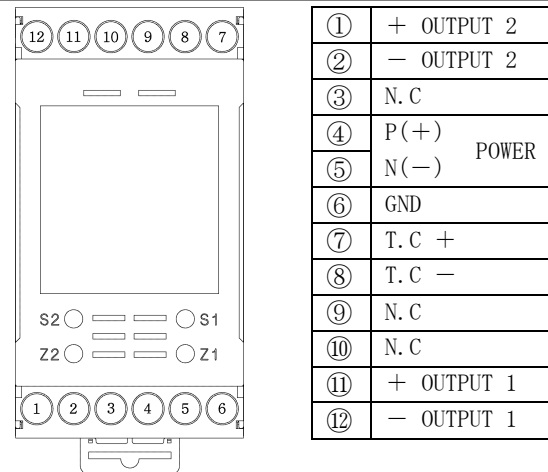 12 11 10 9 8 7
S2 S1
Z2 Z1
1 2 3 4 5 6
① + OUTPUT 2
② − OUTPUT 2
③ N.C
④ P(+)
POWER
⑤ N(−)
⑥ GND
⑦ T.C +
⑧ T.C −
⑨ N.C
⑩ N.C
⑪ + OUTPUT 1
⑫ − OUTPUT 1